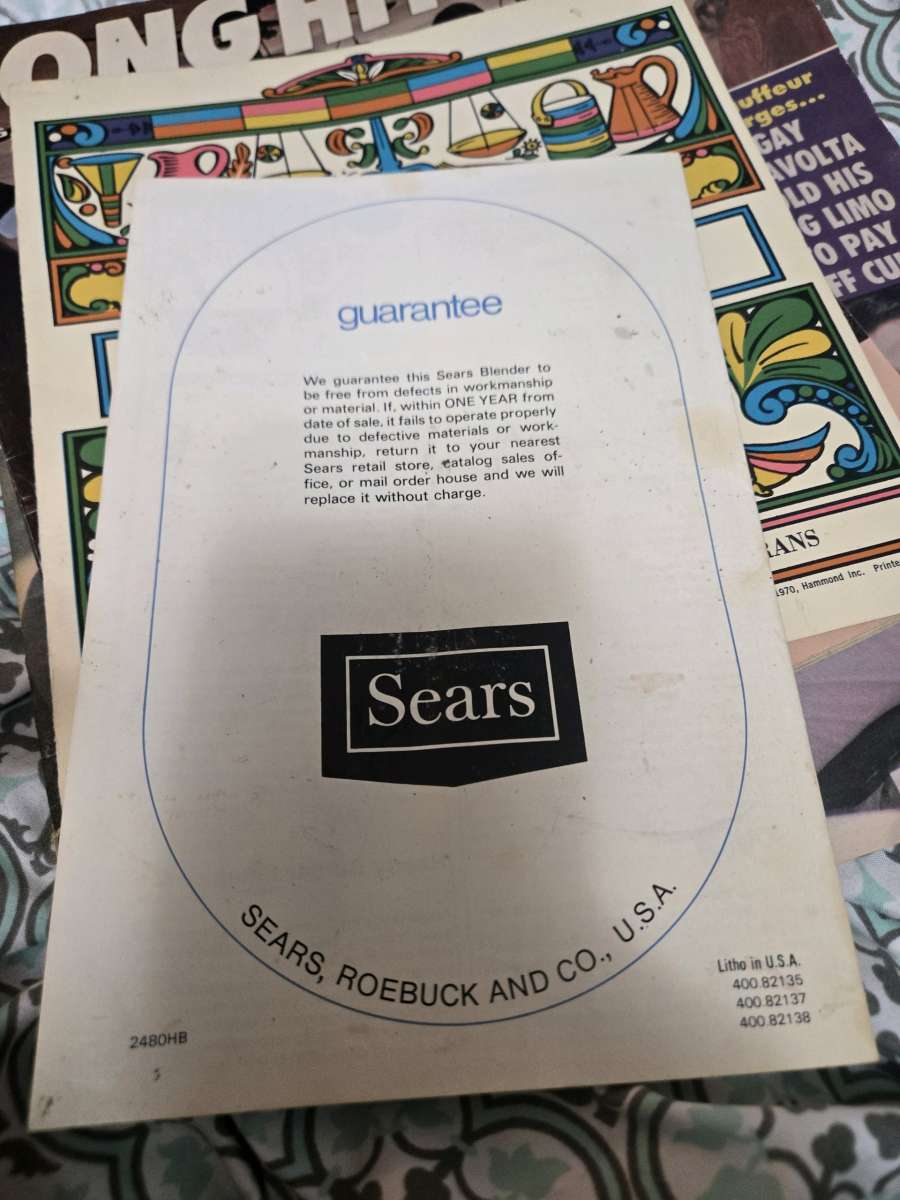 ONG HIT
uffeur
rges...
GAY
AVOLTA
LD HIS
G LIMO
O PAY
FF CU
guarantee
We guarantee this Sears Blender to
be free from defects in workmanship
or material. If, within ONE YEAR from
date of sale, it fails to operate properly
due to defective materials or work-
manship, return it to your nearest
Sears retail store, catalog sales of-
fice, or mail order house and we will
replace it without charge.
RANS
1970, Hammond Inc. Printe
Sears
SEARS, ROEBUCK AND CO., U.S.A.
Litho in U.S.A.
400.82135
400.82137
400.82138
2480HB